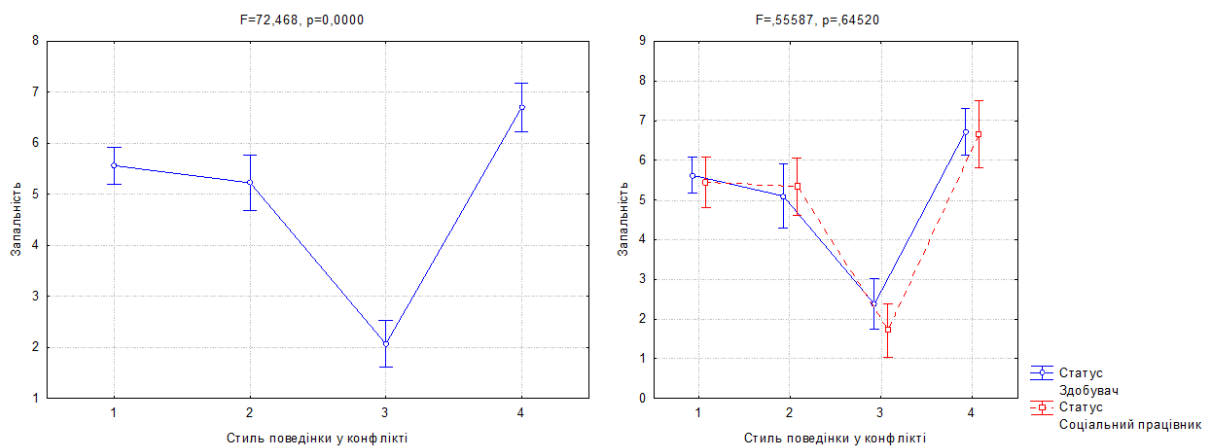 F=72,468, p=0,0000
8
7
6
5
4
3
2
1
Запальність
1 2 3 4
Стиль поведінки у конфлікті
F=,55587, p=,64520
9
8
7
6
5
4
3
2
1
0
Запальність
1 2 3 4
Стиль поведінки у конфлікті
Статус
Здобувач
Статус
Соціальний працівник